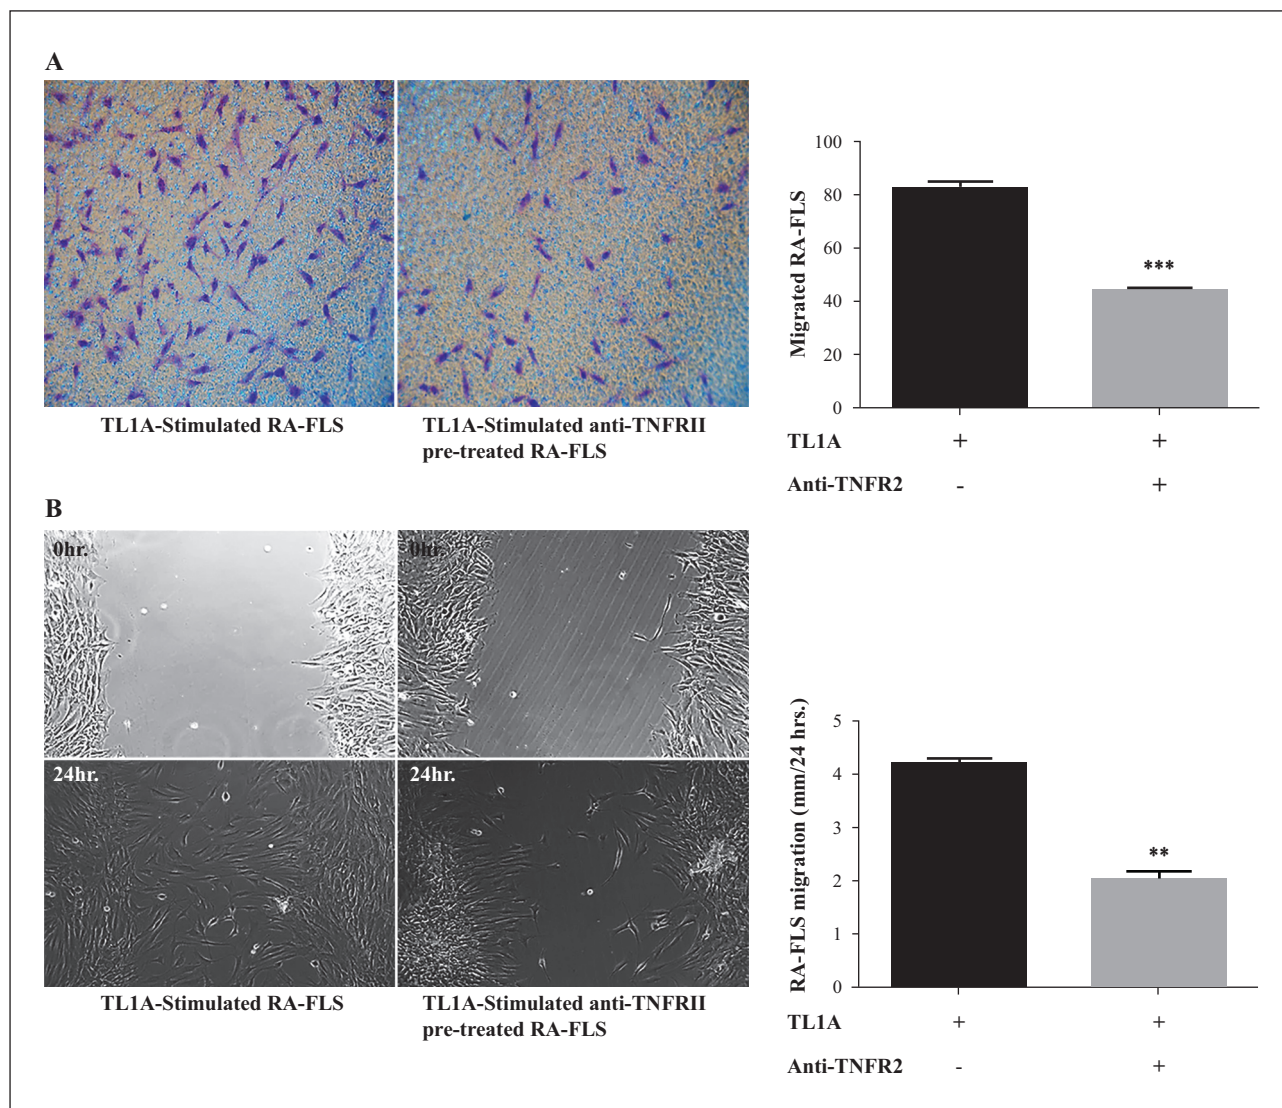 A
TL1A-Stimulated RA-FLS
TL1A-Stimulated anti-TNFRII
pre-treated RA-FLS
Migrated RA-FLS
100
80
60
40
20
0
***
TL1A + +
Anti-TNFR2 - +
B
0hr.
0hr.
24hr.
24hr.
TL1A-Stimulated RA-FLS
TL1A-Stimulated anti-TNFRII
pre-treated RA-FLS
RA-FLS migration (mm/24 hrs.)
5
4
3
2
1
0
**
TL1A + +
Anti-TNFR2 - +